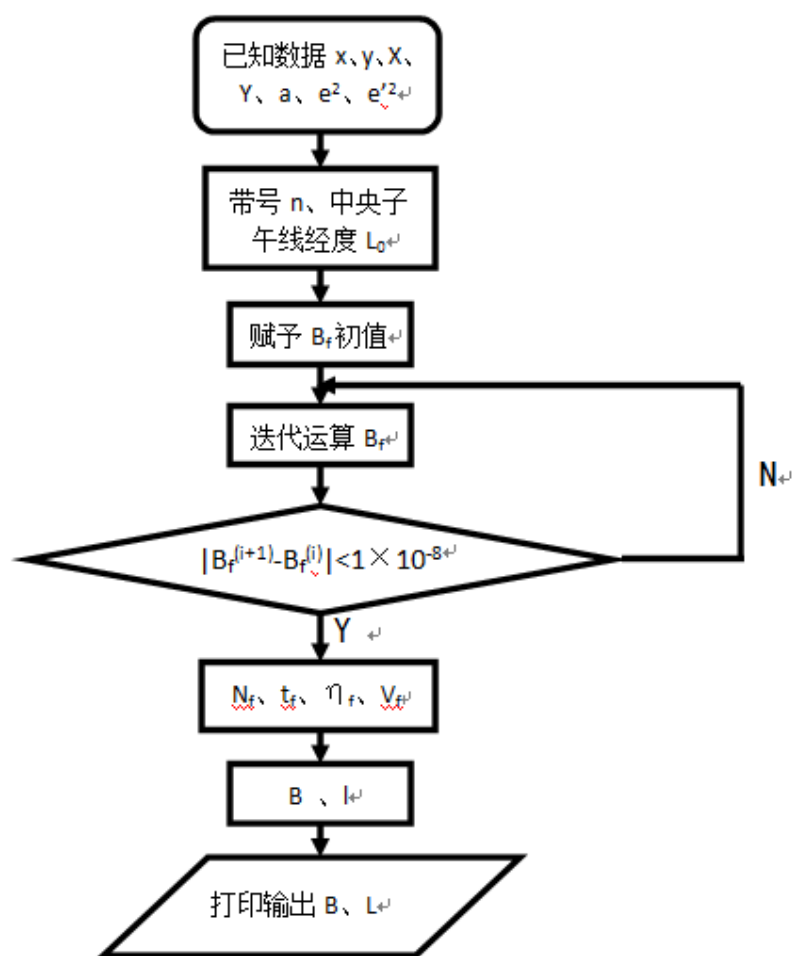 已知数据 x、y、X、
Y、a、e²、e′²↵
带号 n、中央子
午线经度 L₀↵
赋予 Bf初值↵
迭代运算 Bf↵
N↵
|Bf⁽ⁱ⁺¹⁾-Bf⁽ⁱ⁾|<1×10⁻⁸↵
Y ↵
Nf、tf、ηf、Vf↵
B 、l↵
打印输出 B、L↵